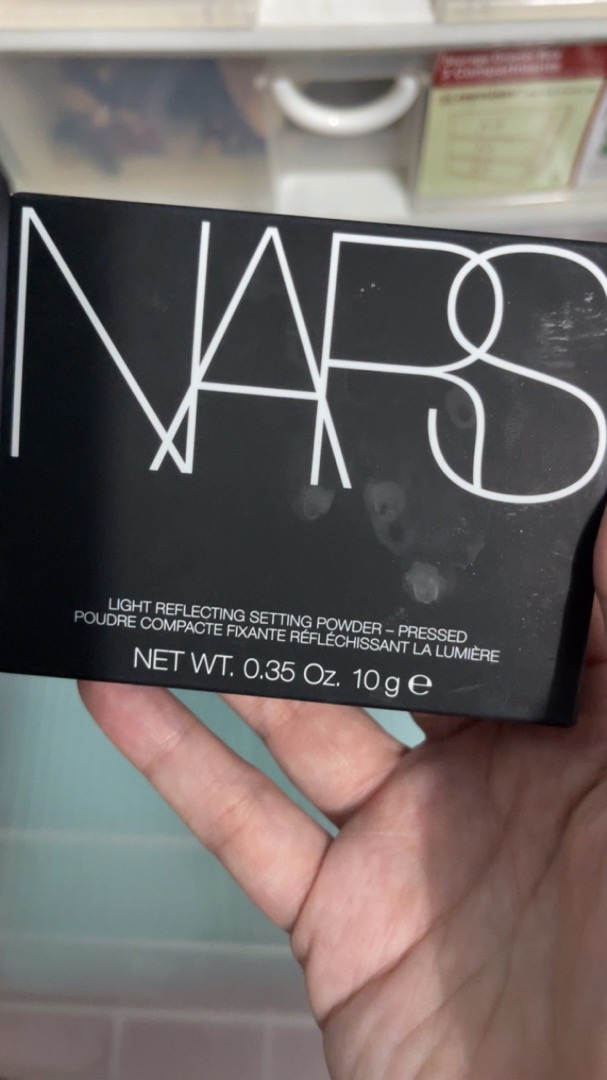 NARS
LIGHT REFLECTING SETTING POWDER – PRESSED
POUDRE COMPACTE FIXANTE RÉFLÉCHISSANT LA LUMIÈRE
NET WT. 0.35 Oz. 10 g e